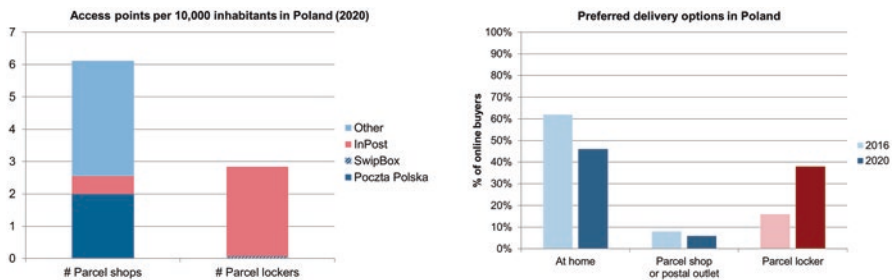 Access points per 10,000 inhabitants in Poland (2020)
7
6
5
4
3
2
1
0
# Parcel shops
# Parcel lockers
Other
InPost
SwipBox
Poczta Polska
Preferred delivery options in Poland
% of online buyers
100%
90%
80%
70%
60%
50%
40%
30%
20%
10%
0%
At home
Parcel shop
or postal outlet
Parcel locker
2016
2020